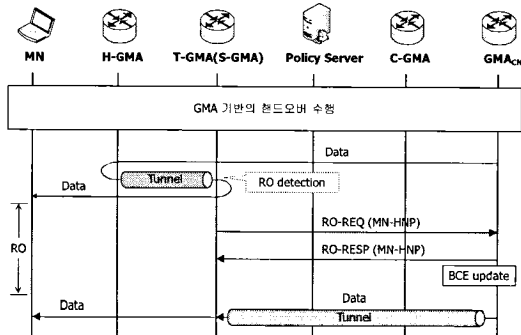 MN H-GMA T-GMA(S-GMA) Policy Server C-GMA GMA_CN
GMA 기반의 핸드오버 수행
Data
Tunnel
Data
RO detection
RO
RO-REQ (MN-HNP)
RO-RESP (MN-HNP)
BCE update
Data
Data
Tunnel